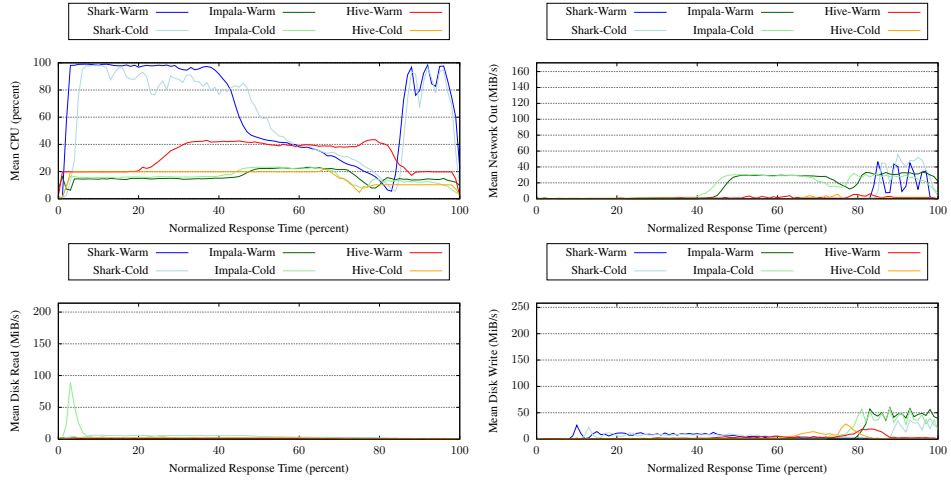 Shark-Warm Impala-Warm Hive-Warm
Shark-Cold Impala-Cold Hive-Cold
100
80
60
40
20
0
Mean CPU (percent)
0 20 40 60 80 100
Normalized Response Time (percent)
Shark-Warm Impala-Warm Hive-Warm
Shark-Cold Impala-Cold Hive-Cold
160
140
120
100
80
60
40
20
0
Mean Network Out (MiB/s)
0 20 40 60 80 100
Normalized Response Time (percent)
Shark-Warm Impala-Warm Hive-Warm
Shark-Cold Impala-Cold Hive-Cold
200
150
100
50
0
Mean Disk Read (MiB/s)
0 20 40 60 80 100
Normalized Response Time (percent)
Shark-Warm Impala-Warm Hive-Warm
Shark-Cold Impala-Cold Hive-Cold
250
200
150
100
50
0
Mean Disk Write (MiB/s)
0 20 40 60 80 100
Normalized Response Time (percent)